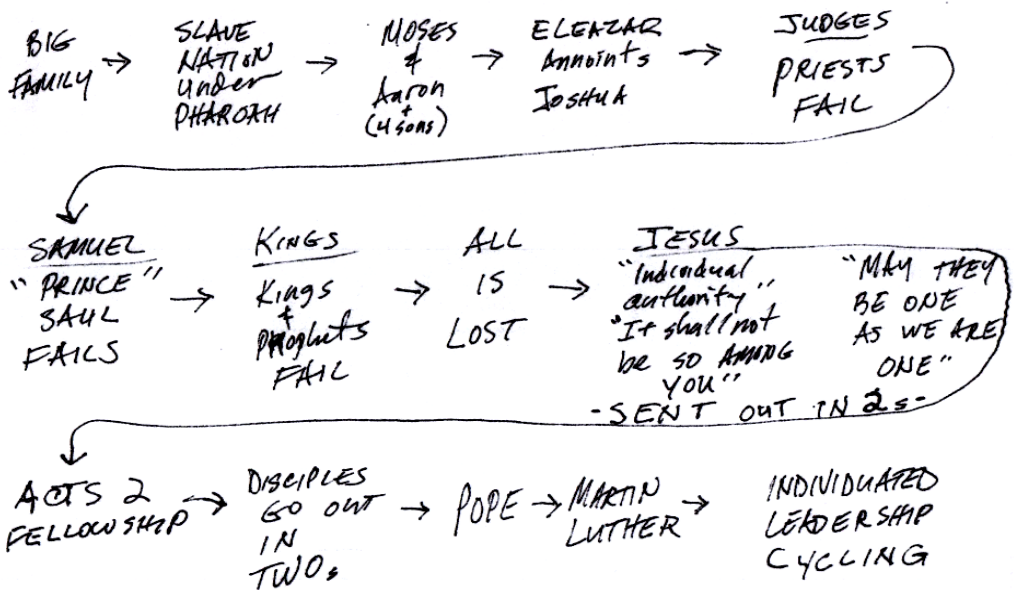 BIG
FAMILY →
SLAVE
NATION
under
PHAROAH →
MOSES
&
Aaron
+
(4 sons) →
ELEAZAR
Annoints
JOSHUA →
JUDGES
PRIESTS
FAIL
SAMUEL
"PRINCE"
SAUL
FAILS →
KINGS
Kings
+
Prophets
FAIL →
ALL
IS
LOST →
JESUS
"Individual
authority"
"It shall not
be SO AMONG
YOU"
"MAY THEY
BE ONE
AS WE ARE
ONE"
-SENT OUT IN 2s-
ACTS 2
FELLOWSHIP →
DISCIPLES
GO OUT
IN
TWOs →
POPE →
MARTIN
LUTHER →
INDIVIDUATED
LEADERSHIP
CYCLING